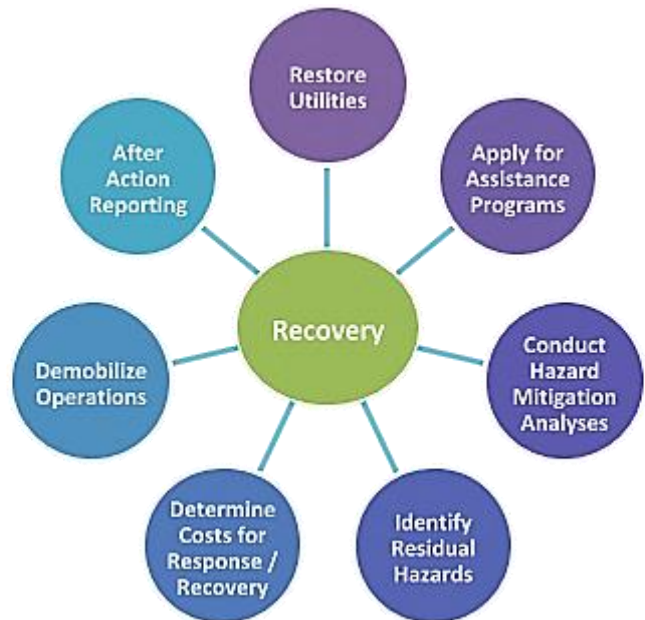 Restore
Utilities
Apply for
Assistance
Programs
Conduct
Hazard
Mitigation
Analyses
Identify
Residual
Hazards
Determine
Costs for
Response /
Recovery
Demobilize
Operations
After
Action
Reporting
Recovery